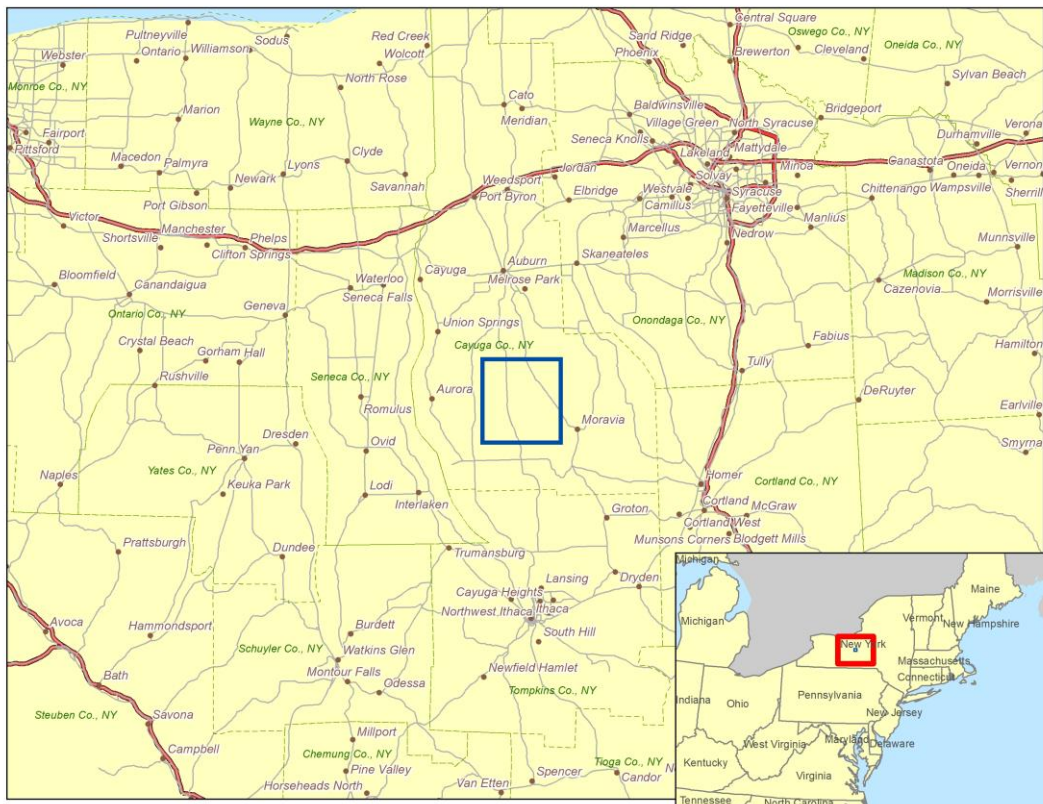 Pultneyville
Sodus
Webster
Ontario
Williamson
Red Creek
Wolcott
Monroe Co., NY
North Rose
Marion
Wayne Co., NY
Fairport
Pittsford
Macedon
Palmyra
Lyons
Clyde
Newark
Savannah
Port Gibson
Victor
Manchester
Shortsville
Phelps
Clifton Springs
Central Square
Oswego Co., NY
Oneida Co., NY
Sand Ridge
Phoenix
Brewerton
Cleveland
Sylvan Beach
Cato
Meridian
Baldwinsville
Village Green
North Syracuse
Bridgeport
Verona
Durhamville
Seneca Knolls
Lakeland
Mattydale
Jordan
Solvay
Minoa
Canastota
Oneida
Vernon
Weedsport
Port Byron
Elbridge
Westvale
Camillus
Syracuse
Fayetteville
Chittenango
Wampsville
Sherrill
Manlius
Marcellus
Nedrow
Munnsville
Bloomfield
Canandaigua
Ontario Co., NY
Geneva
Waterloo
Seneca Falls
Cayuga
Auburn
Melrose Park
Skaneateles
Madison Co., NY
Cazenovia
Morrisville
Crystal Beach
Gorham
Hall
Rushville
Union Springs
Cayuga Co., NY
Onondaga Co., NY
Fabius
Tully
Hamilton
Seneca Co., NY
Romulus
Aurora
Moravia
DeRuyter
Earlville
Smyrna
Dresden
Ovid
Penn Yan
Yates Co., NY
Keuka Park
Naples
Lodi
Interlaken
Homer
Cortland Co., NY
Cortland
McGraw
Cortland West
Munsons Corners
Blodgett Mills
Groton
Prattsburgh
Dundee
Trumansburg
Lansing
Dryden
Cayuga Heights
Northwest Ithaca
Ithaca
South Hill
Avoca
Hammondsport
Burdett
Schuyler Co., NY
Watkins Glen
Montour Falls
Odessa
Newfield Hamlet
Tompkins Co., NY
Bath
Steuben Co., NY
Savona
Campbell
Millport
Chemung Co., NY
Pine Valley
Horseheads North
Van Etten
Spencer
Tioga Co., NY
Candor
Michigan
Michigan
Maine
Vermont
New Hampshire
New York
Massachusetts
Connecticut
Indiana
Ohio
Pennsylvania
New Jersey
Maryland
Delaware
West Virginia
Kentucky
Virginia
Tennessee
North Carolina